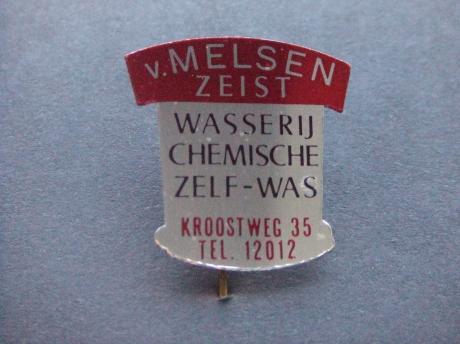 v. MELSEN
ZEIST
WASSERIJ
CHEMISCHE
ZELF-WAS
KROOSTWEG 35
TEL. 12012